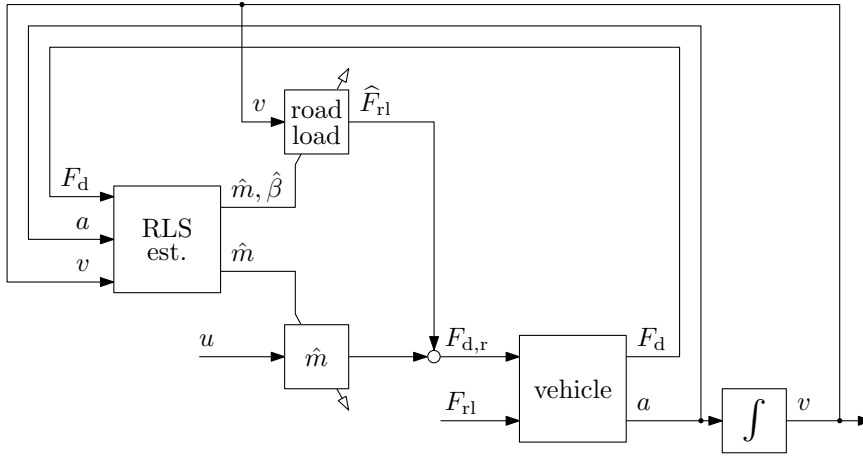 v
F̂rl
road
load
Fd
m̂, β̂
a
RLS
est.
v
m̂
u
m̂
Fd,r
Fd
vehicle
Frl
a
∫
v